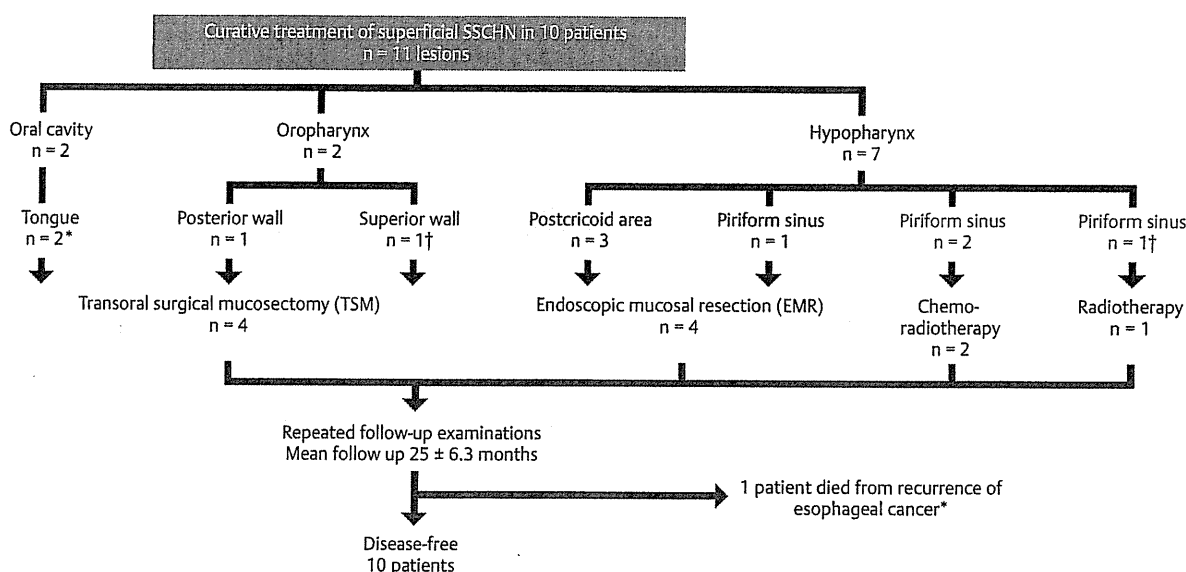 Curative treatment of superficial SSCHN in 10 patients
n = 11 lesions
Oral cavity
n = 2
Oropharynx
n = 2
Hypopharynx
n = 7
Tongue
n = 2*
Posterior wall
n = 1
Superior wall
n = 1†
Postcricoid area
n = 3
Piriform sinus
n = 1
Piriform sinus
n = 2
Piriform sinus
n = 1†
Transoral surgical mucosectomy (TSM)
n = 4
Endoscopic mucosal resection (EMR)
n = 4
Chemo-
radiotherapy
n = 2
Radiotherapy
n = 1
Repeated follow-up examinations
Mean follow up 25 ± 6.3 months
1 patient died from recurrence of
esophageal cancer*
Disease-free
10 patients